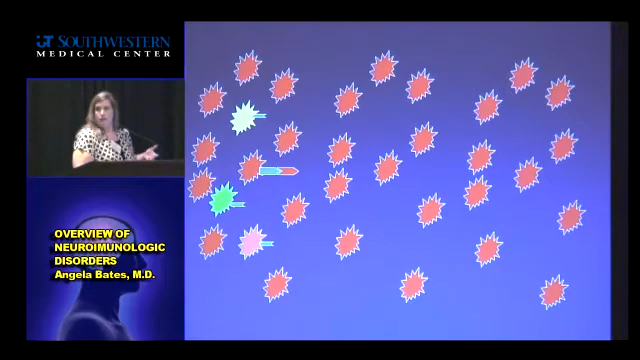 UT SOUTHWESTERN
MEDICAL CENTER
OVERVIEW OF
NEUROIMUNOLOGIC
DISORDERS
Angela Bates, M.D.